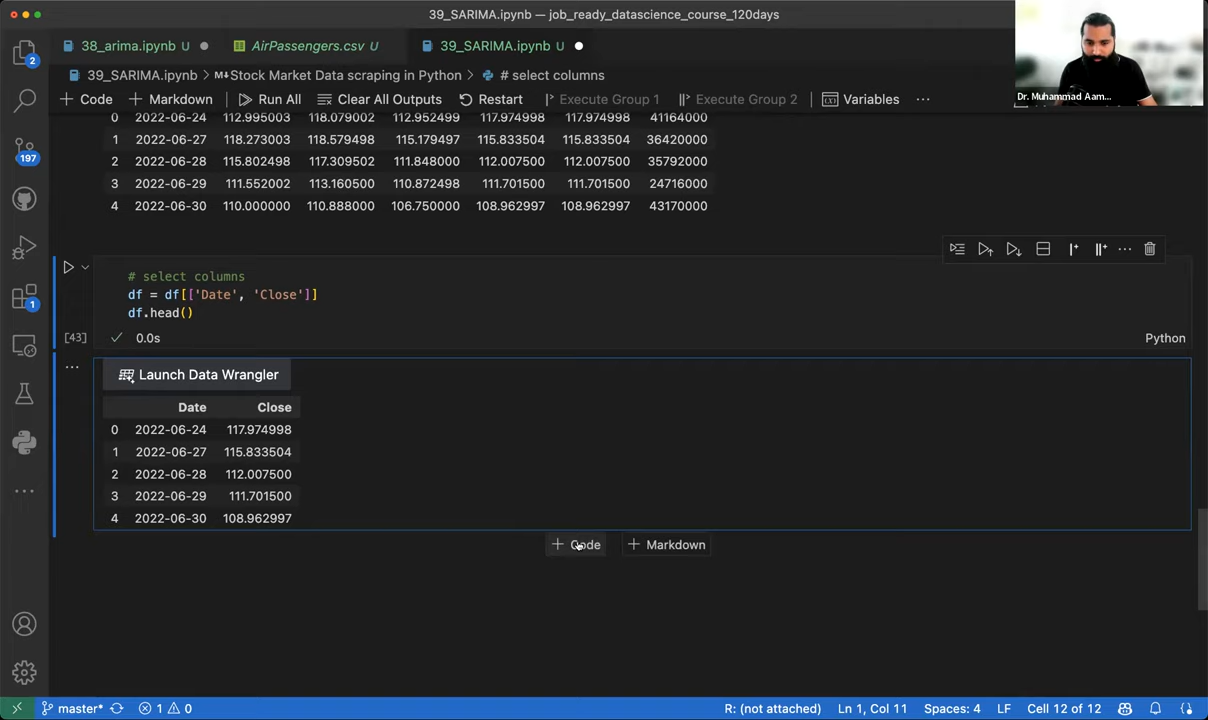 39_SARIMA.ipynb — job_ready_datascience_course_120days
38_arima.ipynb U
AirPassengers.csv U
39_SARIMA.ipynb U
39_SARIMA.ipynb > M↓Stock Market Data scraping in Python > # select columns
+ Code + Markdown Run All Clear All Outputs Restart Execute Group 1 Execute Group 2 Variables ...
Dr. Muhammad Aam...
0 2022-06-24 112.995003 118.079002 112.952499 117.974998 117.974998 41164000
1 2022-06-27 118.273003 118.579498 115.179497 115.833504 115.833504 36420000
2 2022-06-28 115.802498 117.309502 111.848000 112.007500 112.007500 35792000
3 2022-06-29 111.552002 113.160500 110.872498 111.701500 111.701500 24716000
4 2022-06-30 110.000000 110.888000 106.750000 108.962997 108.962997 43170000
# select columns
df = df[['Date', 'Close']]
df.head()
[43] 0.0s Python
Launch Data Wrangler
Date Close
0 2022-06-24 117.974998
1 2022-06-27 115.833504
2 2022-06-28 112.007500
3 2022-06-29 111.701500
4 2022-06-30 108.962997
+ Code + Markdown
2
197
1
master* 1 0 R: (not attached) Ln 1, Col 11 Spaces: 4 LF Cell 12 of 12